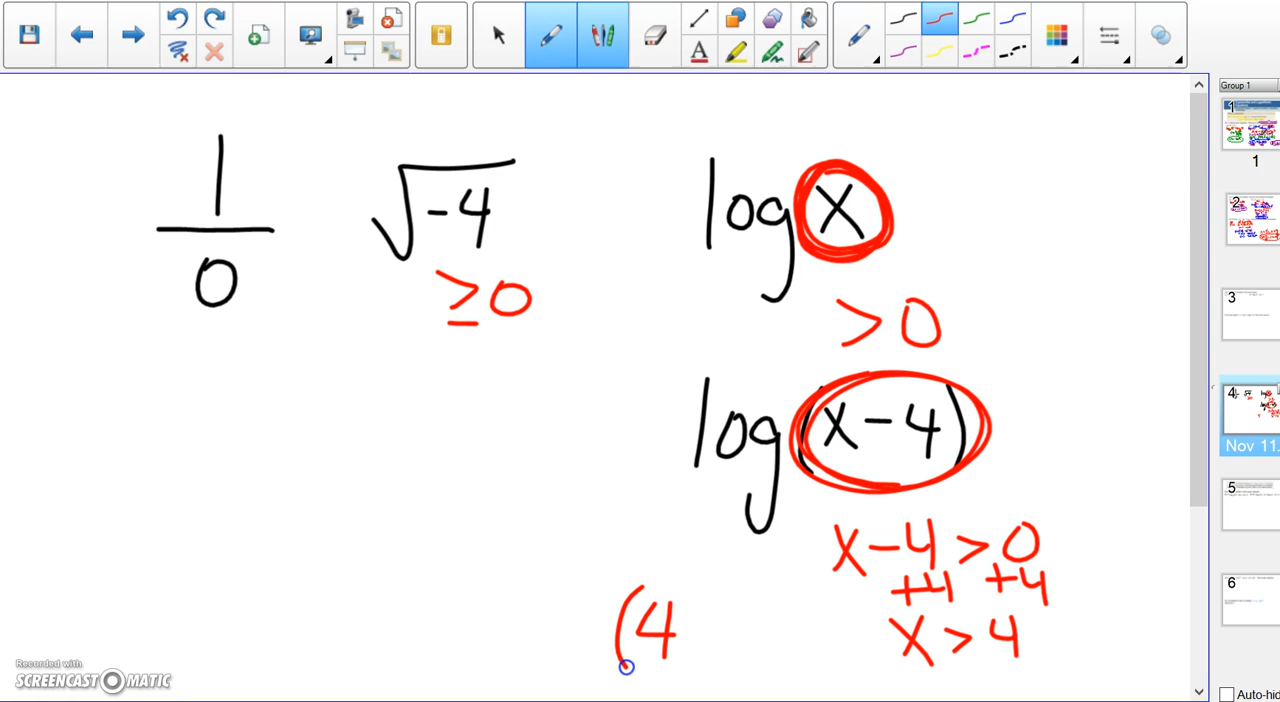 Group 1
1
1
0
√-4
≥0
log x
>0
log(x-4)
x-4>0
+4 +4
x>4
(4
1
2
3
4
Nov 11.
5
6
Recorded with
SCREENCAST MATIC
Auto-hid